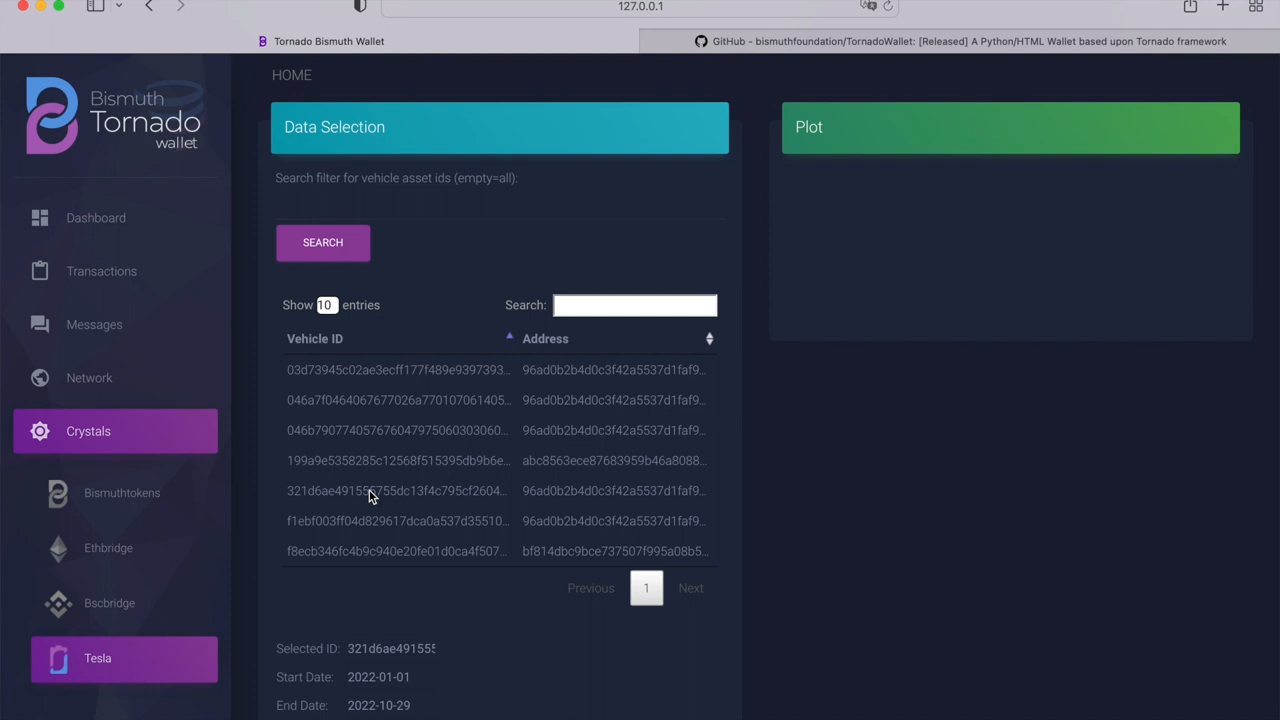 127.0.0.1
Tornado Bismuth Wallet
GitHub - bismuthfoundation/TornadoWallet: [Released] A Python/HTML Wallet based upon Tornado framework
Bismuth
Tornado
wallet
Dashboard
Transactions
Messages
Network
Crystals
Bismuthtokens
Ethbridge
Bscbridge
Tesla
HOME
Data Selection
Search filter for vehicle asset ids (empty=all):
SEARCH
Show 10 entries
Search:
Vehicle ID Address
03d73945c02ae3ecff177f489e9397393... 96ad0b2b4d0c3f42a5537d1faf9...
046a7f0464067677026a770107061405... 96ad0b2b4d0c3f42a5537d1faf9...
046b79077405767604797506030306​0... 96ad0b2b4d0c3f42a5537d1faf9...
199a9e5358285c12568f515395db9b6e... abc8563ece87683959b46a8088...
321d6ae491555755dc13f4c795cf2604... 96ad0b2b4d0c3f42a5537d1faf9...
f1ebf003ff04d829617dca0a537d35510... 96ad0b2b4d0c3f42a5537d1faf9...
f8ecb346fc4b9c940e20fe01d0ca4f507... bf814dbc9bce737507f995a08b5...
Previous 1 Next
Selected ID: 321d6ae491555
Start Date: 2022-01-01
End Date: 2022-10-29
Plot